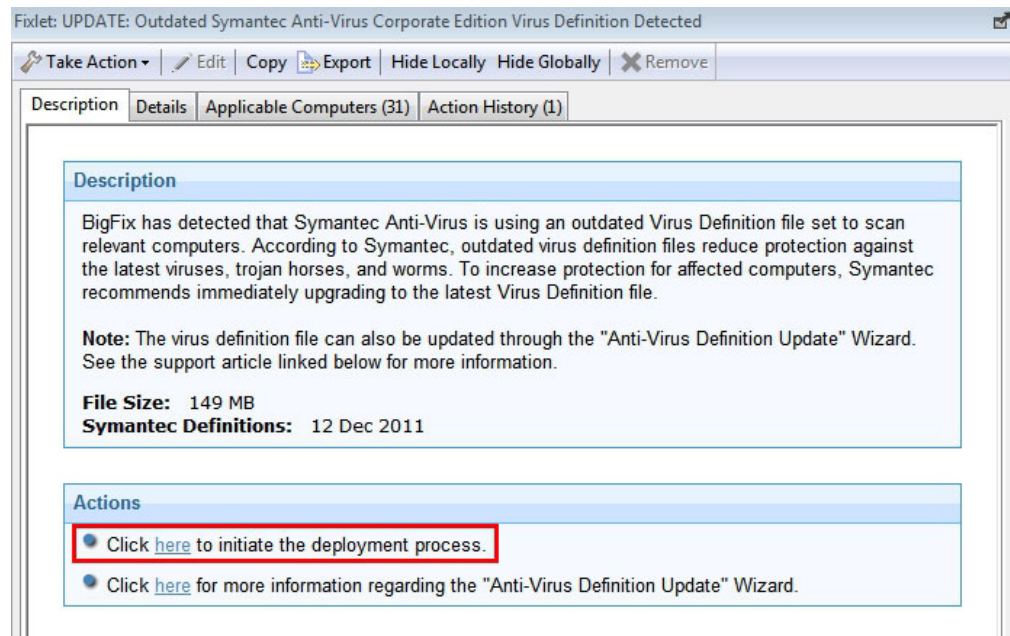 Fixlet: UPDATE: Outdated Symantec Anti-Virus Corporate Edition Virus Definition Detected
Take Action Edit Copy Export Hide Locally Hide Globally Remove
Description Details Applicable Computers (31) Action History (1)
Description
BigFix has detected that Symantec Anti-Virus is using an outdated Virus Definition file set to scan
relevant computers. According to Symantec, outdated virus definition files reduce protection against
the latest viruses, trojan horses, and worms. To increase protection for affected computers, Symantec
recommends immediately upgrading to the latest Virus Definition file.
Note: The virus definition file can also be updated through the "Anti-Virus Definition Update" Wizard.
See the support article linked below for more information.
File Size: 149 MB
Symantec Definitions: 12 Dec 2011
Actions
Click here to initiate the deployment process.
Click here for more information regarding the "Anti-Virus Definition Update" Wizard.